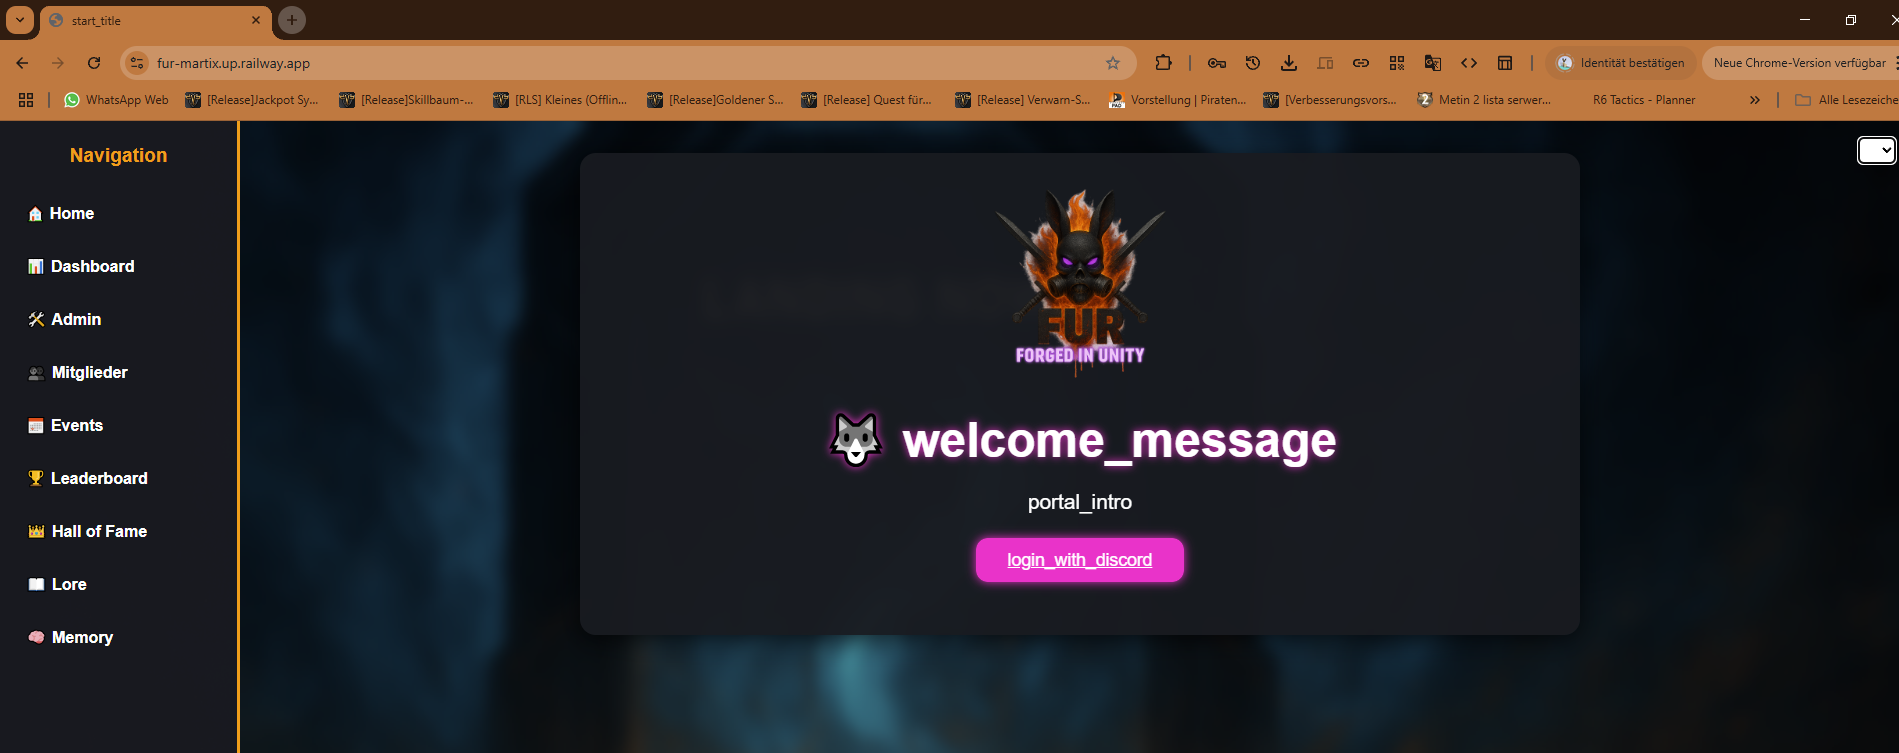 start_title
fur-martix.up.railway.app
Identität bestätigen
Neue Chrome-Version verfügbar
WhatsApp Web
[Release]Jackpot Sy...
[Release]Skillbaum-...
[RLS] Kleines (Offlin...
[Release]Goldener S...
[Release] Quest für...
[Release] Verwarn-S...
Vorstellung | Piraten...
[Verbesserungsvors...
Metin 2 lista serwer...
R6 Tactics - Planner
Alle Lesezeiche
Navigation
Home
Dashboard
Admin
Mitglieder
Events
Leaderboard
Hall of Fame
Lore
Memory
FUR
FORGED IN UNITY
welcome_message
portal_intro
login_with_discord